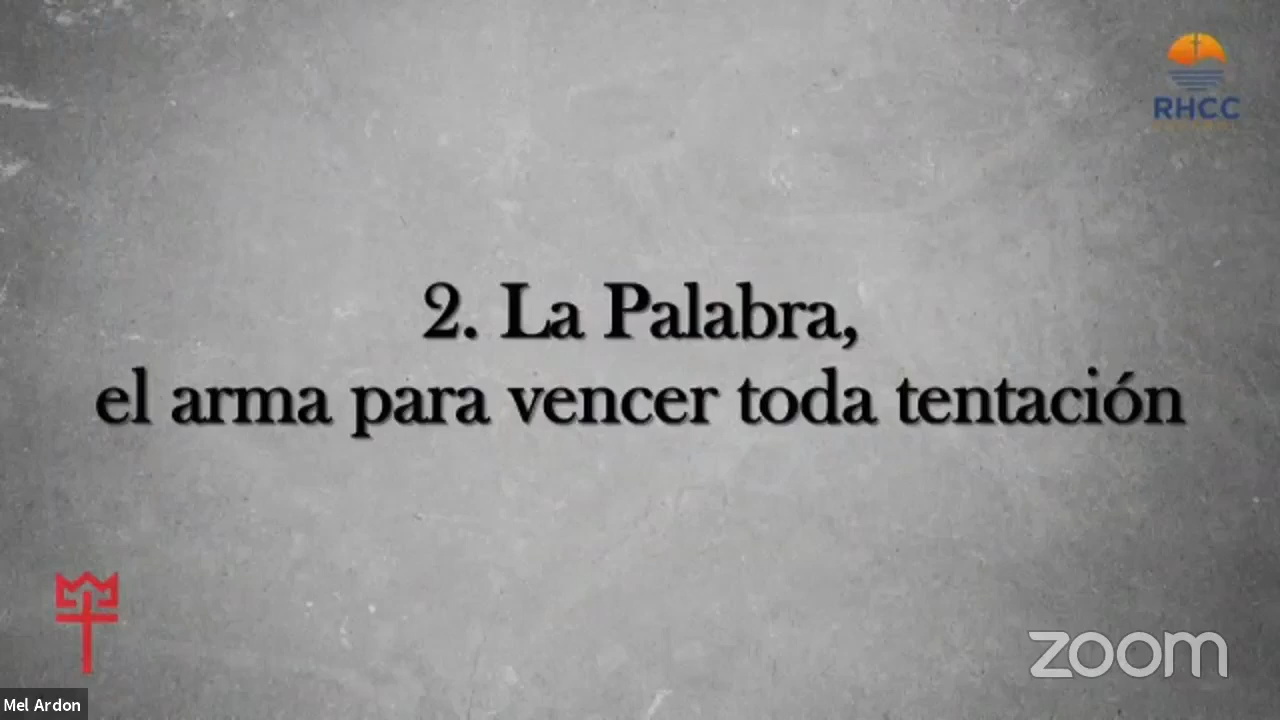 RHCC
2. La Palabra,
el arma para vencer toda tentación
zoom
Mel Ardon